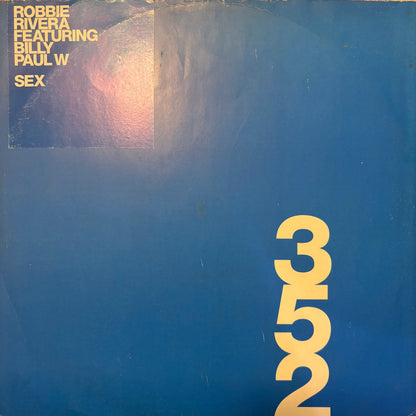 ROBBIE
RIVERA
FEATURING
BILLY
PAUL W
SEX
3
5
2